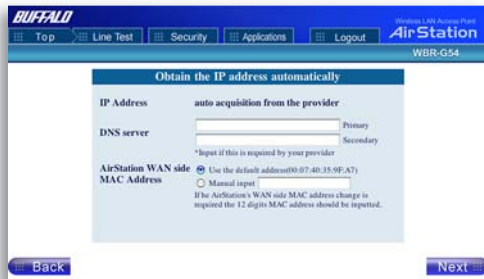 BUFFALO
Wireless LAN Access Point
AirStation
Top Line Test Security Applications Logout
WBR-G54
Obtain the IP address automatically
IP Address auto acquisition from the provider
DNS server
Primary
Secondary
*Input if this is required by your provider
AirStation WAN side MAC Address
Use the default address(00:07:40:35:9F:A7)
Manual input
If the AirStation's WAN side MAC address change is
required the 12 digits MAC address should be inputted.
Back Next